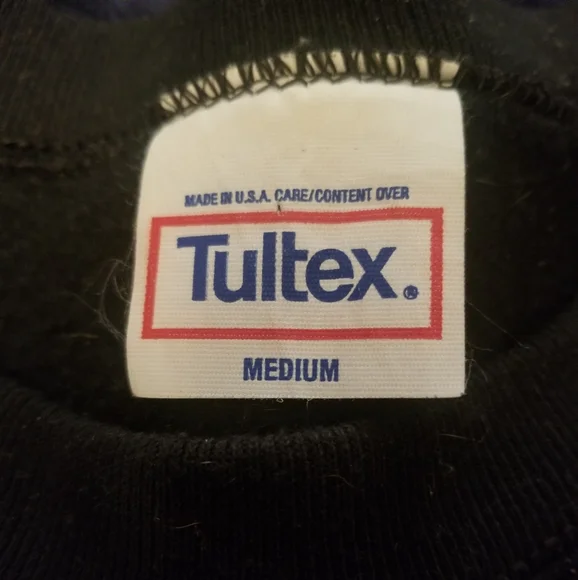 MADE IN U.S.A. CARE/CONTENT OVER
Tultex®
MEDIUM